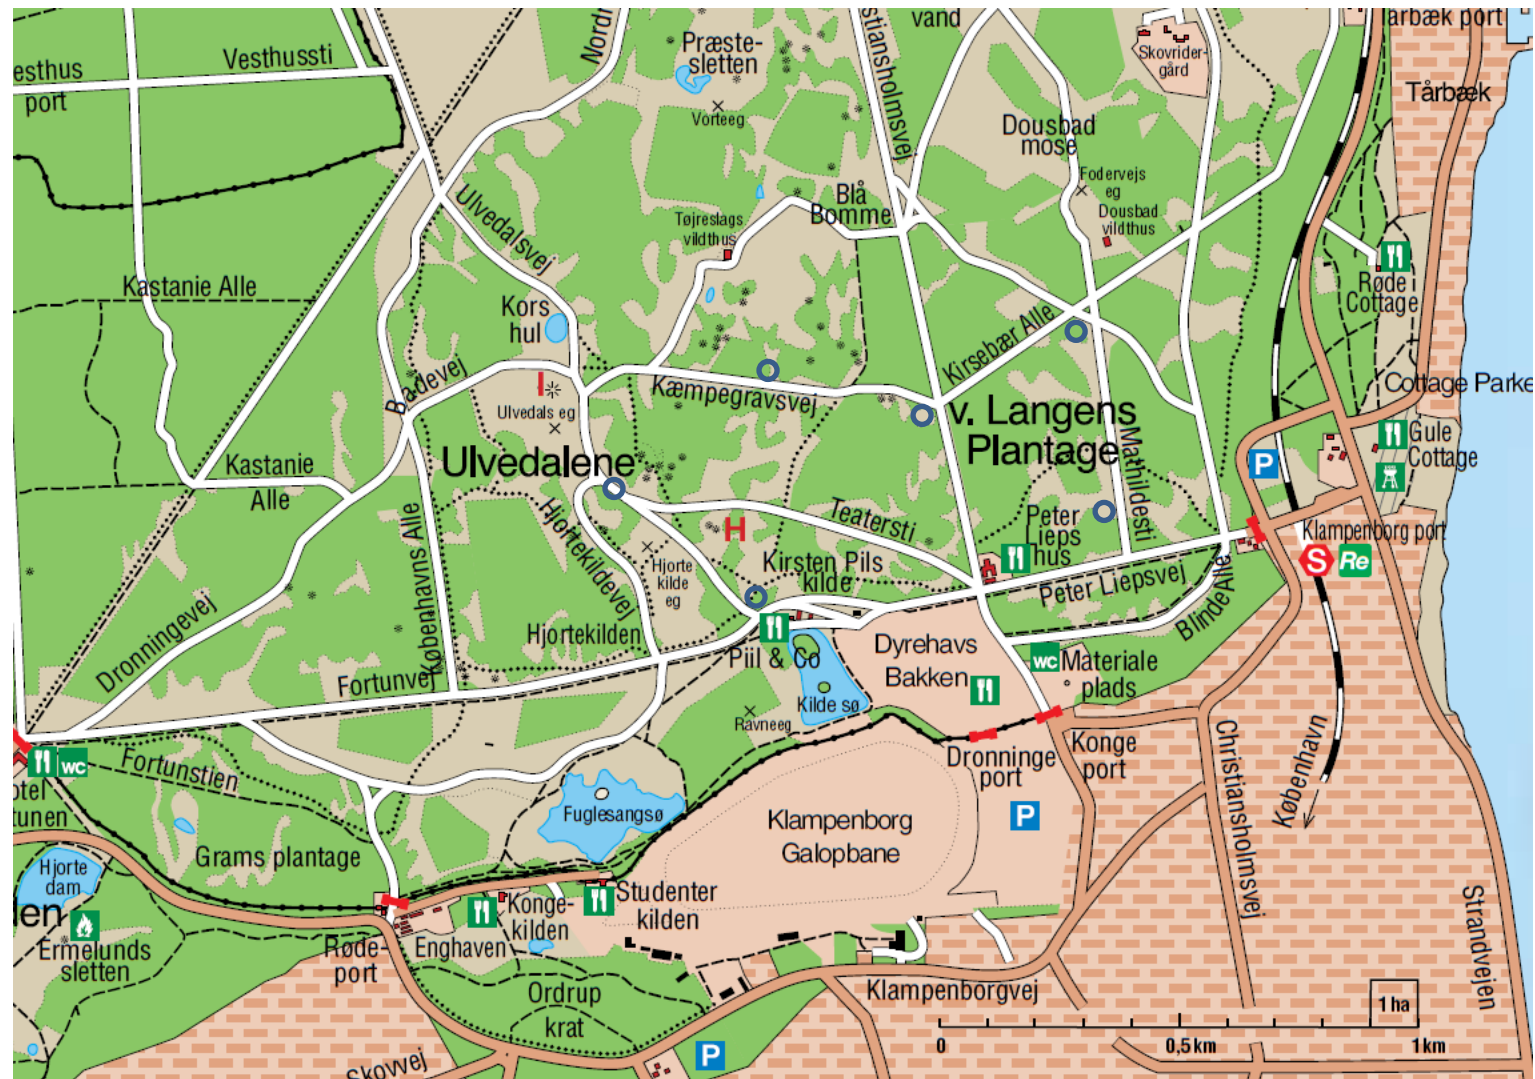 vand
Tårbæk port
Nordr
stiansholmsvej
Præste-
sletten
Vorteeg
Skovrider-
gård
Vesthussti
esthus
port
Tårbæk
Dousbad
mose
Fodervejs
eg
Dousbad
vildthus
Blå
Bomme
Tøjreslags
vildthus
Ulvedalsvej
Røde
Cottage
Kastanie Alle
Kors
hul
Kirsebær Alle
Badevej
I
Ulvedals eg
Kæmpegravsvej
Cottage Parke
v. Langens
Plantage
Mathildesti
Gule
Cottage
P
Ulvedalene
Kastanie
Alle
Københavns Alle
Hjortekildevej
H
Teatersti
Peter
Lieps
hus
Klampenborg port
S
Re
Hjorte
kilde
eg
Kirsten Pils
kilde
Peter Liepsvej
Blinde Alle
Dronningevej
Hjortekilden
Fortunvej
Piil & Co
Dyrehavs
Bakken
WC
Materiale
plads
Kilde sø
Ravneeg
Dronninge
port
Konge
port
Christiansholmsvej
København
WC
otel
tunen
Fortunstien
Fuglesangsø
Klampenborg
Galopbane
P
Grams plantage
Hjorte
dam
en
Ermelunds
sletten
Røde-
port
Enghaven
Konge-
kilden
Studenter
kilden
Strandvejen
Ordrup
krat
Klampenborgvej
1 ha
0
0,5 km
1 km
P
Skovvej